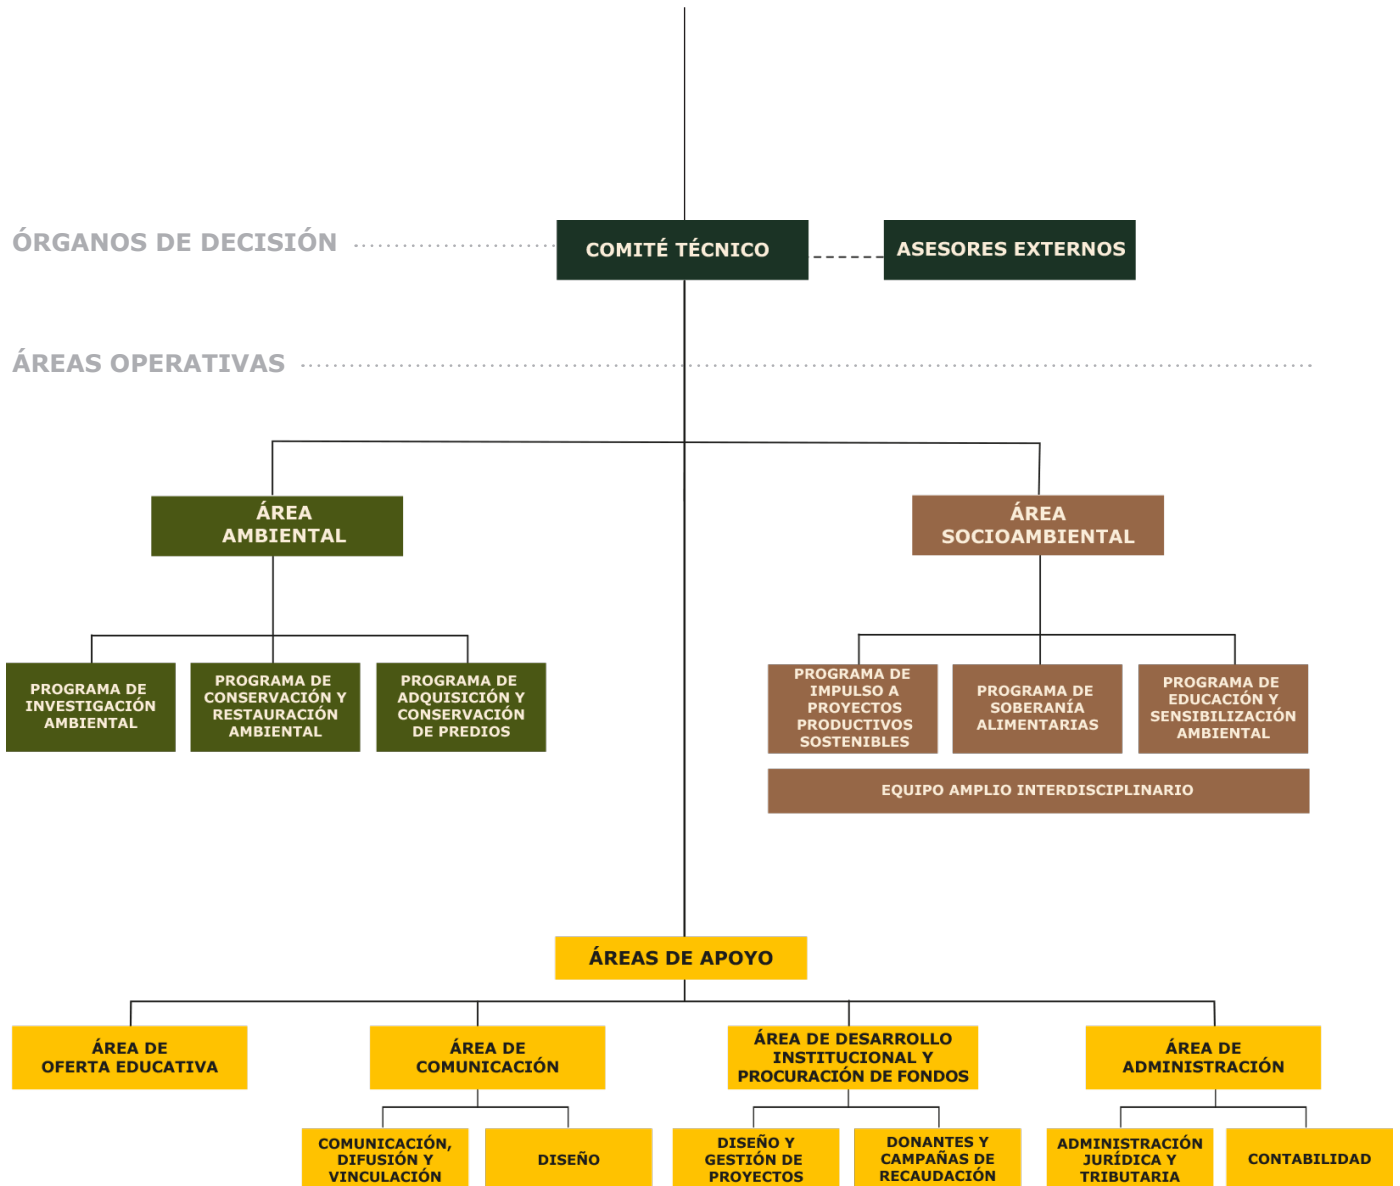 ÓRGANOS DE DECISIÓN
COMITÉ TÉCNICO
ASESORES EXTERNOS
ÁREAS OPERATIVAS
ÁREA
AMBIENTAL
ÁREA
SOCIOAMBIENTAL
PROGRAMA DE
INVESTIGACIÓN
AMBIENTAL
PROGRAMA DE
CONSERVACIÓN Y
RESTAURACIÓN
AMBIENTAL
PROGRAMA DE
ADQUISICIÓN Y
CONSERVACIÓN
DE PREDIOS
PROGRAMA DE
IMPULSO A
PROYECTOS
PRODUCTIVOS
SOSTENIBLES
PROGRAMA DE
SOBERANÍA
ALIMENTARIAS
PROGRAMA DE
EDUCACIÓN Y
SENSIBILIZACIÓN
AMBIENTAL
EQUIPO AMPLIO INTERDISCIPLINARIO
ÁREAS DE APOYO
ÁREA DE
OFERTA EDUCATIVA
ÁREA DE
COMUNICACIÓN
ÁREA DE DESARROLLO
INSTITUCIONAL Y
PROCURACIÓN DE FONDOS
ÁREA DE
ADMINISTRACIÓN
COMUNICACIÓN,
DIFUSIÓN Y
VINCULACIÓN
DISEÑO
DISEÑO Y
GESTIÓN DE
PROYECTOS
DONANTES Y
CAMPAÑAS DE
RECAUDACIÓN
ADMINISTRACIÓN
JURÍDICA Y
TRIBUTARIA
CONTABILIDAD